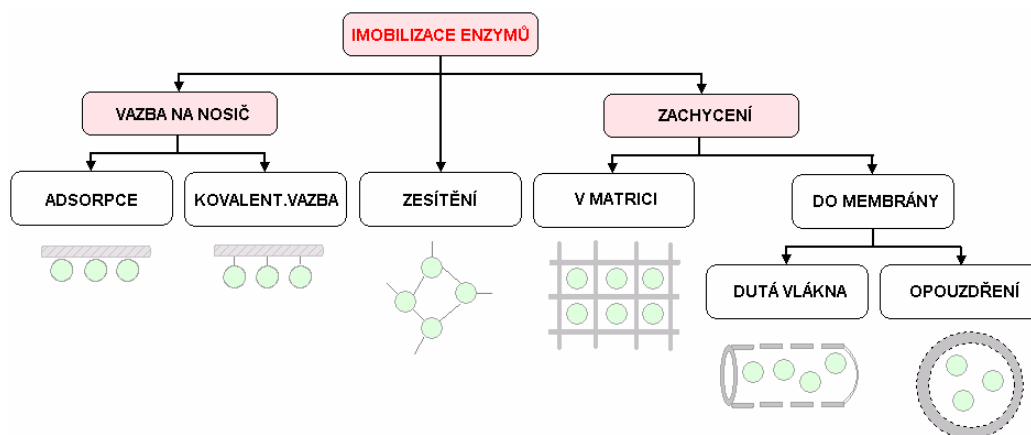 IMOBILIZACE ENZYMŮ
VAZBA NA NOSIČ
ZACHYCENÍ
ADSORPCE
KOVALENT.VAZBA
ZESÍTĚNÍ
V MATRICI
DO MEMBRÁNY
DUTÁ VLÁKNA
OPOUZDŘENÍ